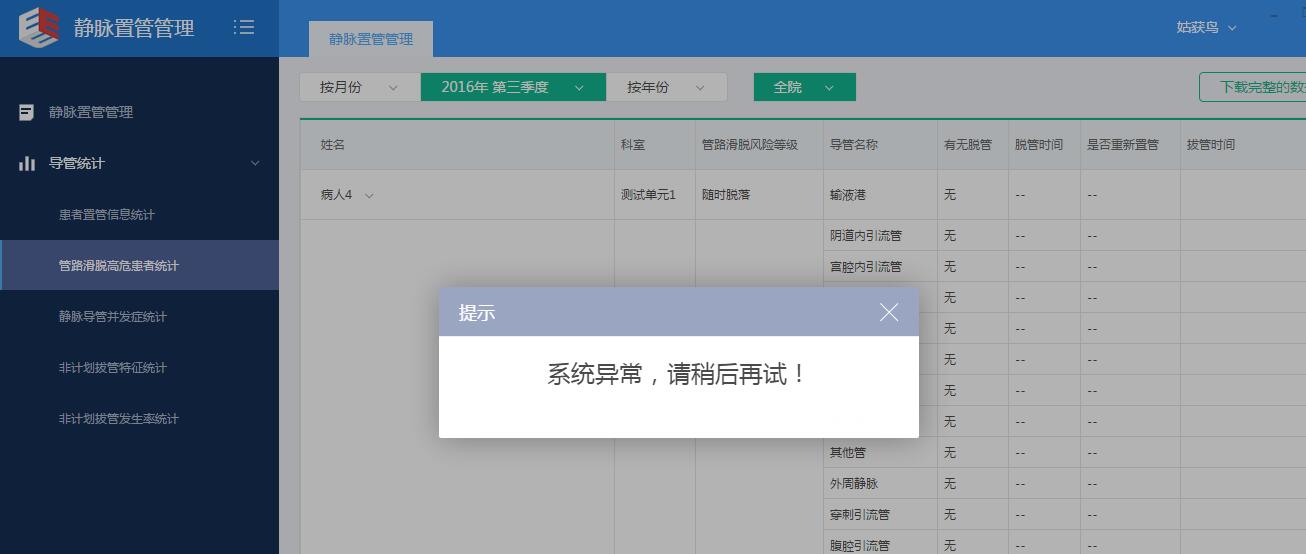 静脉置管管理
静脉置管管理
姑获鸟
按月份
2016年 第三季度
按年份
全院
下载完整的数
静脉置管管理
导管统计
患者置管信息统计
管路滑脱高危患者统计
静脉导管并发症统计
非计划拔管特征统计
非计划拔管发生率统计
姓名 科室 管路滑脱风险等级 导管名称 有无脱管 脱管时间 是否重新置管 拔管时间
病人4 测试单元1 随时脱落 输液港 无 -- --
阴道内引流管 无 -- --
宫腔内引流管 无 -- --
无 -- --
无 -- --
无 -- --
无 -- --
无 -- --
其他管 无 -- --
外周静脉 无 -- --
穿刺引流管 无 -- --
腹腔引流管 无 -- --
提示
系统异常，请稍后再试！